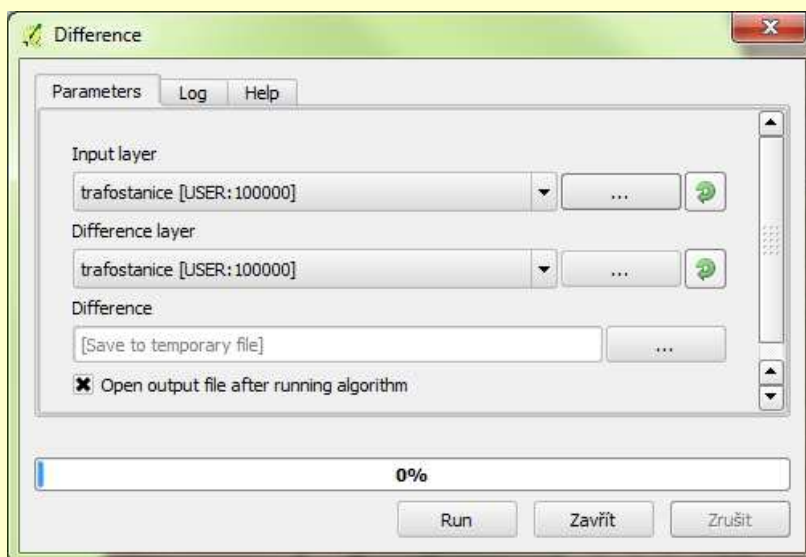 Difference
Parameters Log Help
Input layer
trafostanice [USER:100000]
...
Difference layer
trafostanice [USER:100000]
...
Difference
[Save to temporary file]
...
Open output file after running algorithm
0%
Run Zavřít Zrušit